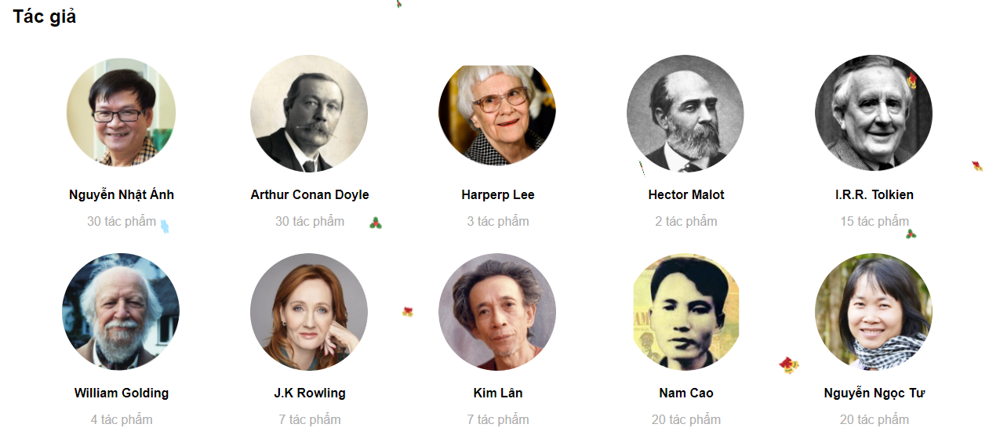 Tác giả
Nguyễn Nhật Ánh
Arthur Conan Doyle
Harperp Lee
Hector Malot
I.R.R. Tolkien
30 tác phẩm
30 tác phẩm
3 tác phẩm
2 tác phẩm
15 tác phẩm
William Golding
J.K Rowling
Kim Lân
Nam Cao
Nguyễn Ngọc Tư
4 tác phẩm
7 tác phẩm
7 tác phẩm
20 tác phẩm
20 tác phẩm